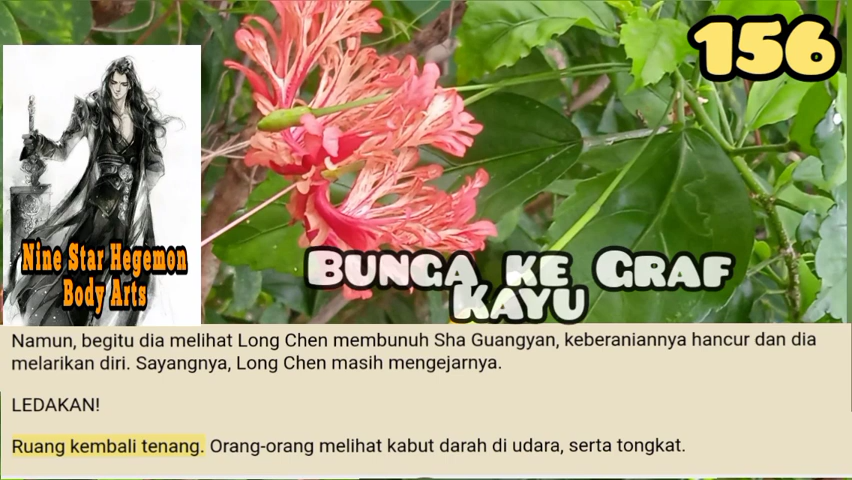 156
Nine Star Hegemon
Body Arts
Bunga ke Graf
Kayu
Namun, begitu dia melihat Long Chen membunuh Sha Guangyan, keberaniannya hancur dan dia
melarikan diri. Sayangnya, Long Chen masih mengejarnya.
LEDAKAN!
Ruang kembali tenang. Orang-orang melihat kabut darah di udara, serta tongkat.